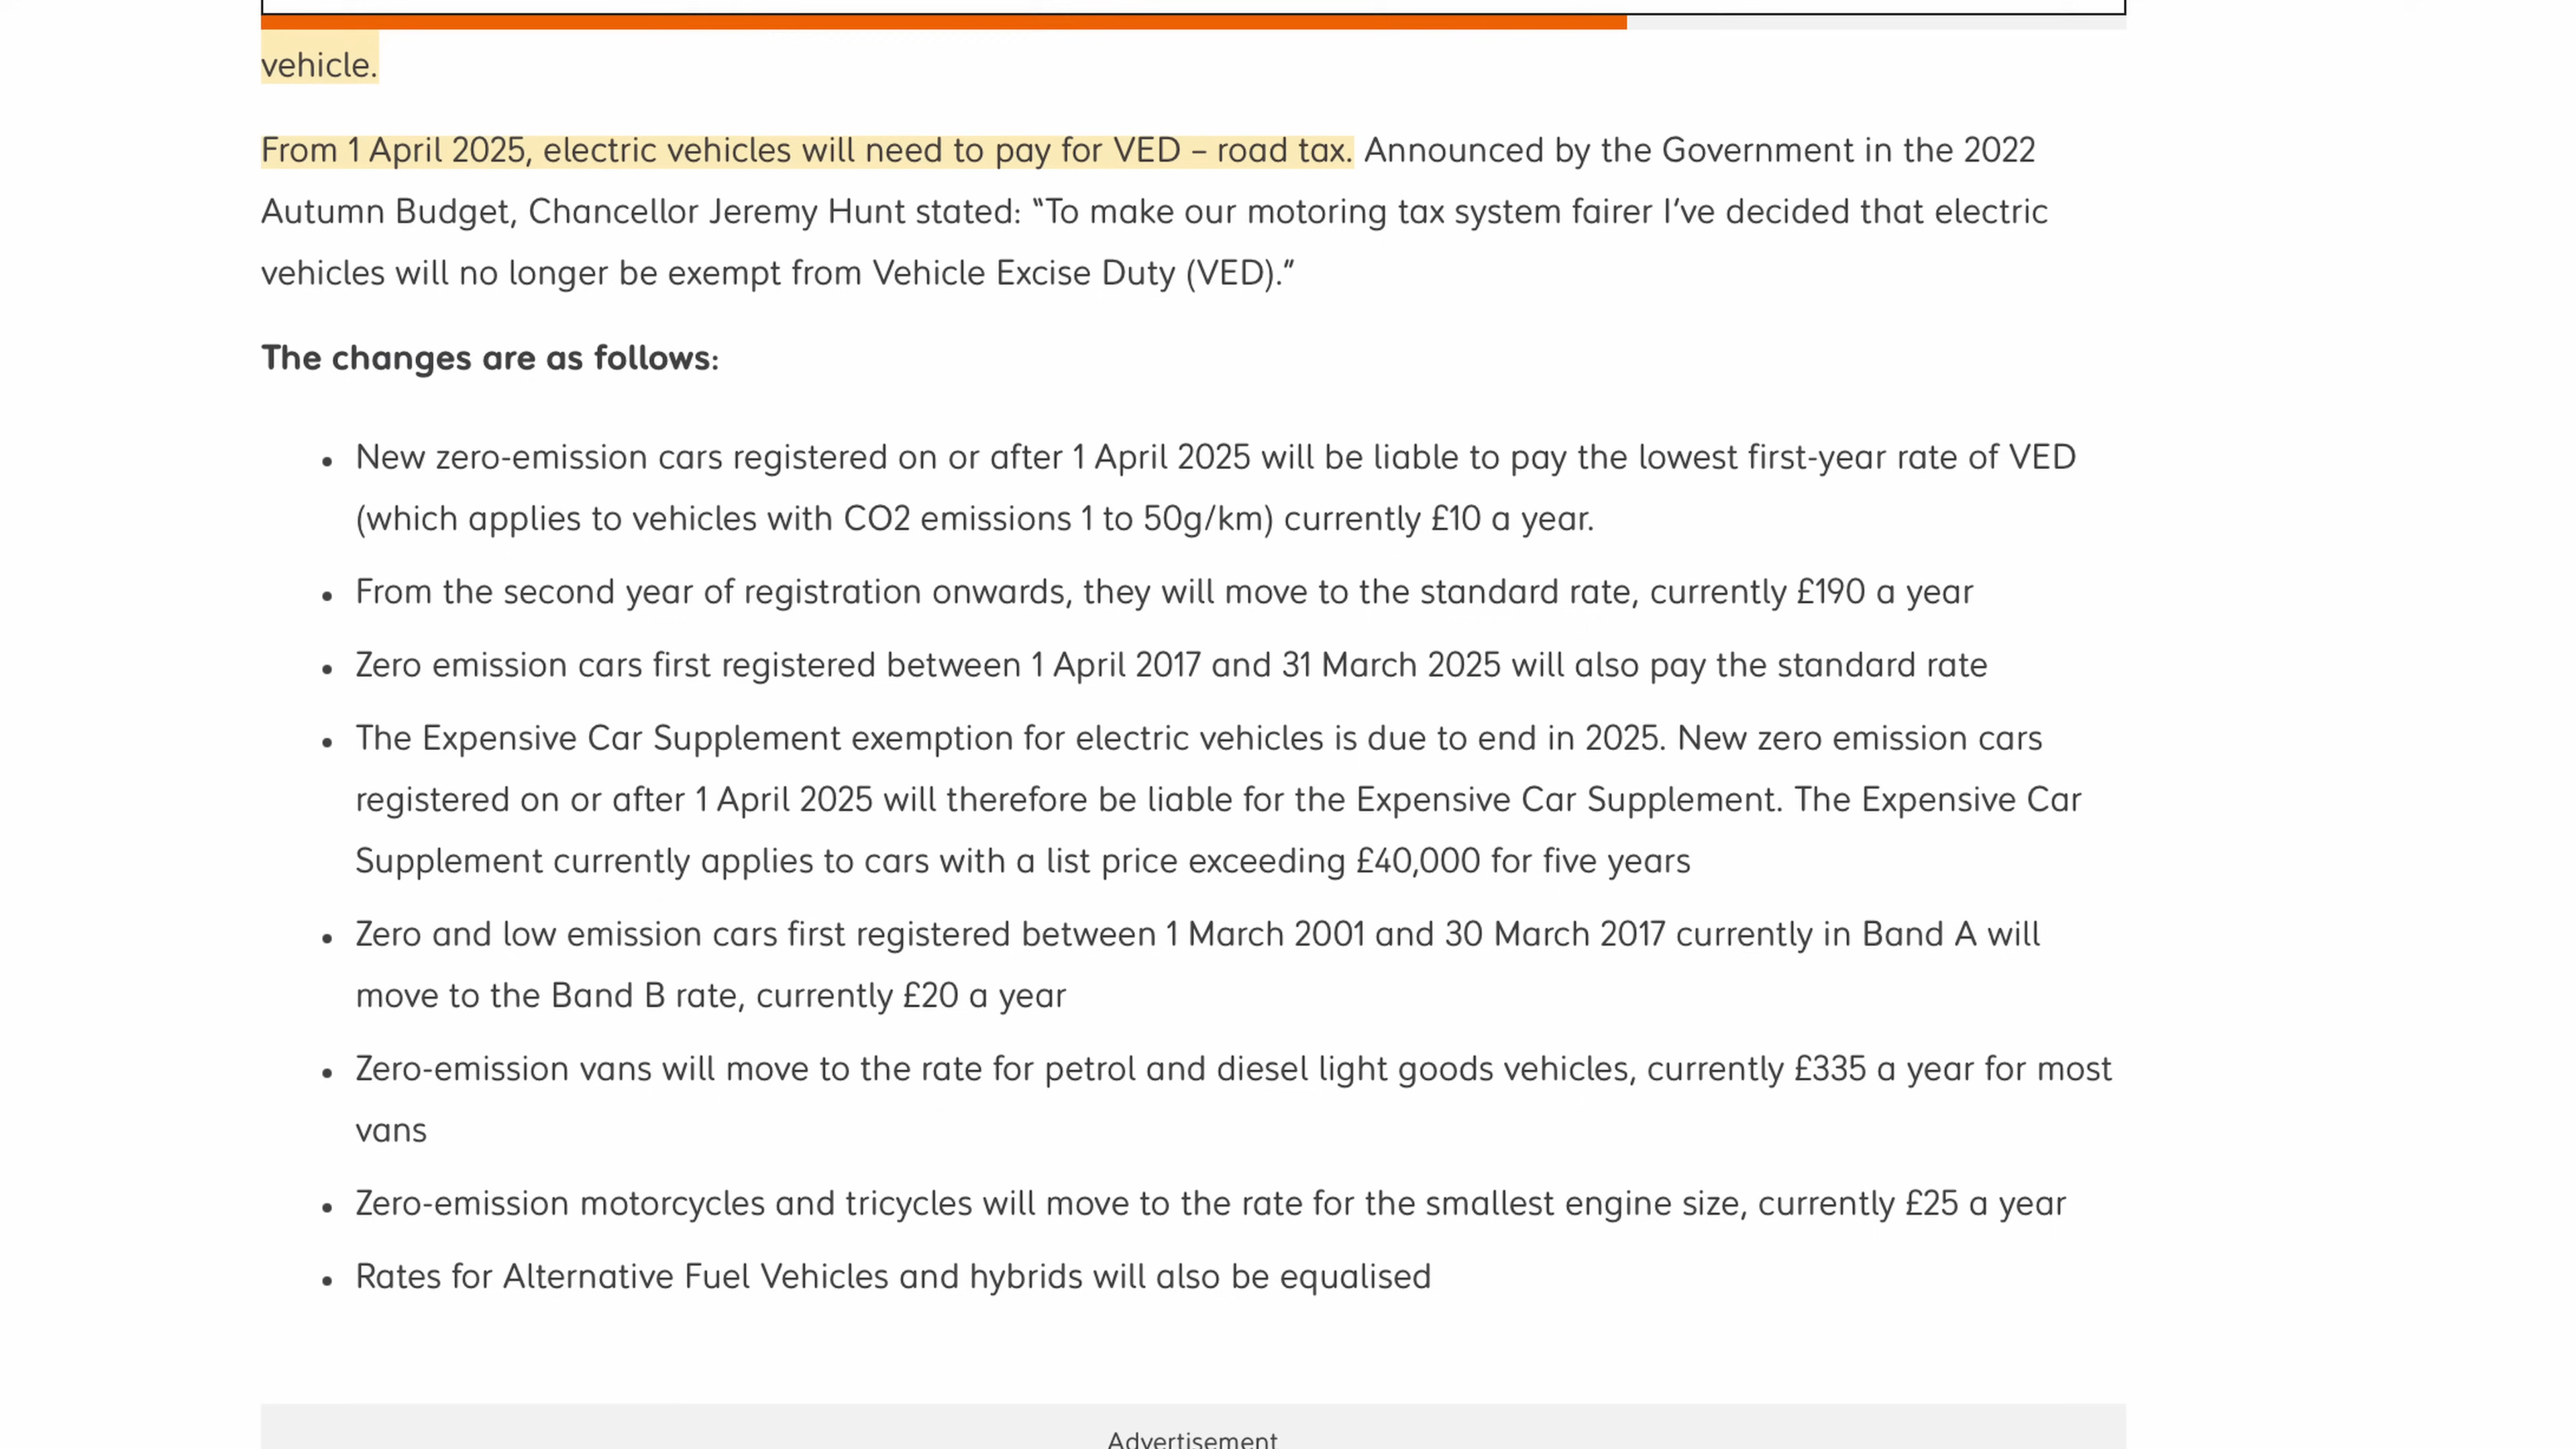 vehicle.
From 1 April 2025, electric vehicles will need to pay for VED – road tax. Announced by the Government in the 2022
Autumn Budget, Chancellor Jeremy Hunt stated: “To make our motoring tax system fairer I’ve decided that electric
vehicles will no longer be exempt from Vehicle Excise Duty (VED).”
The changes are as follows:
• New zero-emission cars registered on or after 1 April 2025 will be liable to pay the lowest first-year rate of VED
(which applies to vehicles with CO2 emissions 1 to 50g/km) currently £10 a year.
• From the second year of registration onwards, they will move to the standard rate, currently £190 a year
• Zero emission cars first registered between 1 April 2017 and 31 March 2025 will also pay the standard rate
• The Expensive Car Supplement exemption for electric vehicles is due to end in 2025. New zero emission cars
registered on or after 1 April 2025 will therefore be liable for the Expensive Car Supplement. The Expensive Car
Supplement currently applies to cars with a list price exceeding £40,000 for five years
• Zero and low emission cars first registered between 1 March 2001 and 30 March 2017 currently in Band A will
move to the Band B rate, currently £20 a year
• Zero-emission vans will move to the rate for petrol and diesel light goods vehicles, currently £335 a year for most
vans
• Zero-emission motorcycles and tricycles will move to the rate for the smallest engine size, currently £25 a year
• Rates for Alternative Fuel Vehicles and hybrids will also be equalised
Advertisement